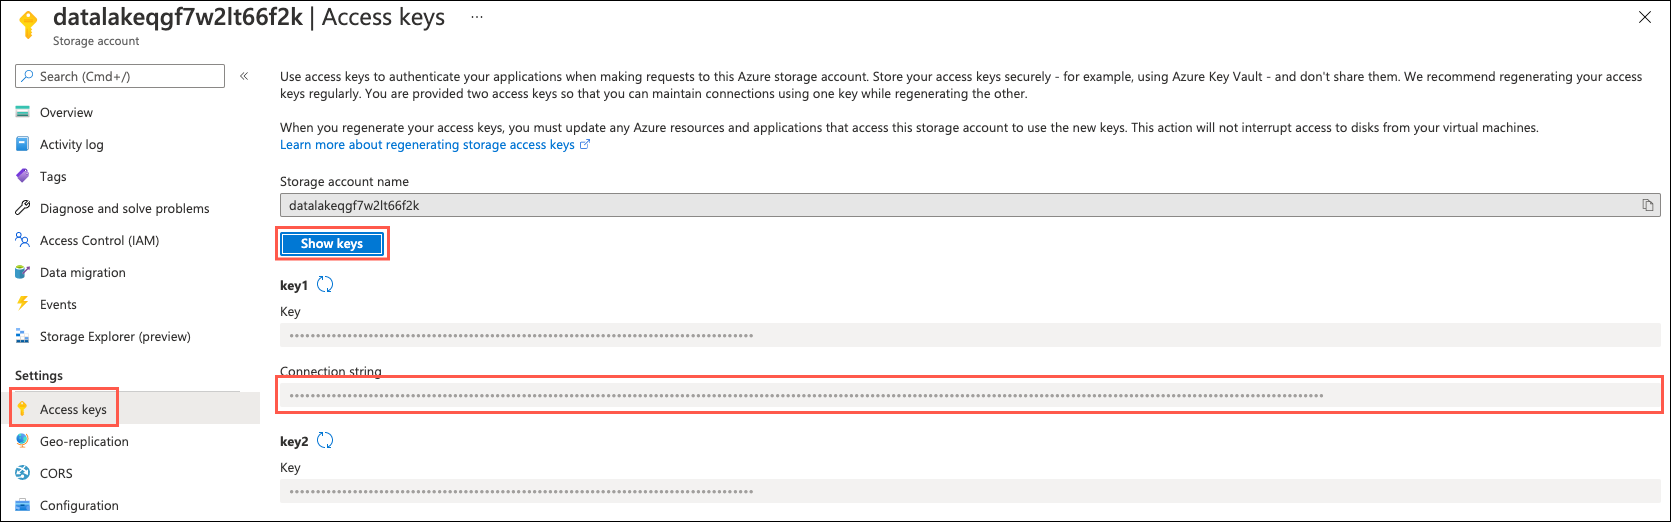 datalakeqgf7w2lt66f2k | Access keys ...
Storage account
Search (Cmd+/)
«
Overview
Activity log
Tags
Diagnose and solve problems
Access Control (IAM)
Data migration
Events
Storage Explorer (preview)
Settings
Access keys
Geo-replication
CORS
Configuration
Use access keys to authenticate your applications when making requests to this Azure storage account. Store your access keys securely - for example, using Azure Key Vault - and don't share them. We recommend regenerating your access
keys regularly. You are provided two access keys so that you can maintain connections using one key while regenerating the other.
When you regenerate your access keys, you must update any Azure resources and applications that access this storage account to use the new keys. This action will not interrupt access to disks from your virtual machines.
Learn more about regenerating storage access keys
Storage account name
datalakeqgf7w2lt66f2k
Show keys
key1
Key
Connection string
key2
Key